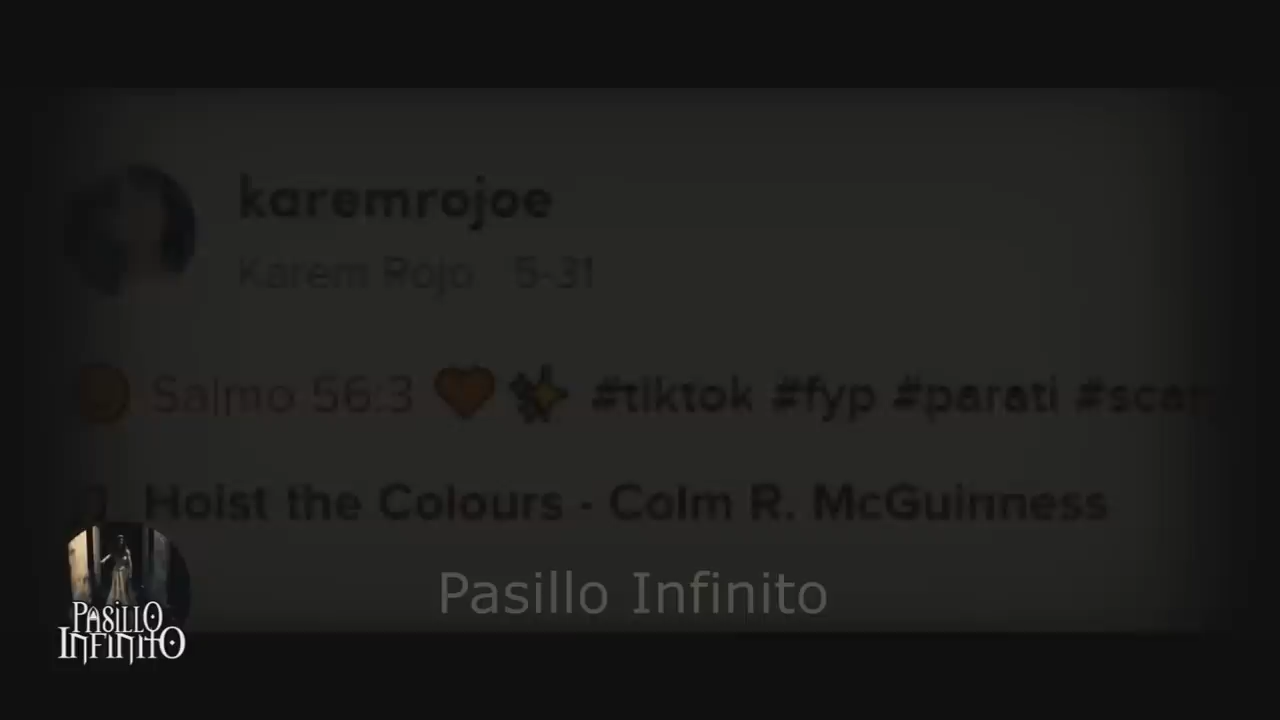 karemrojoe
Karem Rojo · 5-31
Salmo 56:3 🧡✨ #tiktok #fyp #parati
Hoist the Colours - Colm R. McGuinness
Pasillo Infinito
PASILLO
INFINITO